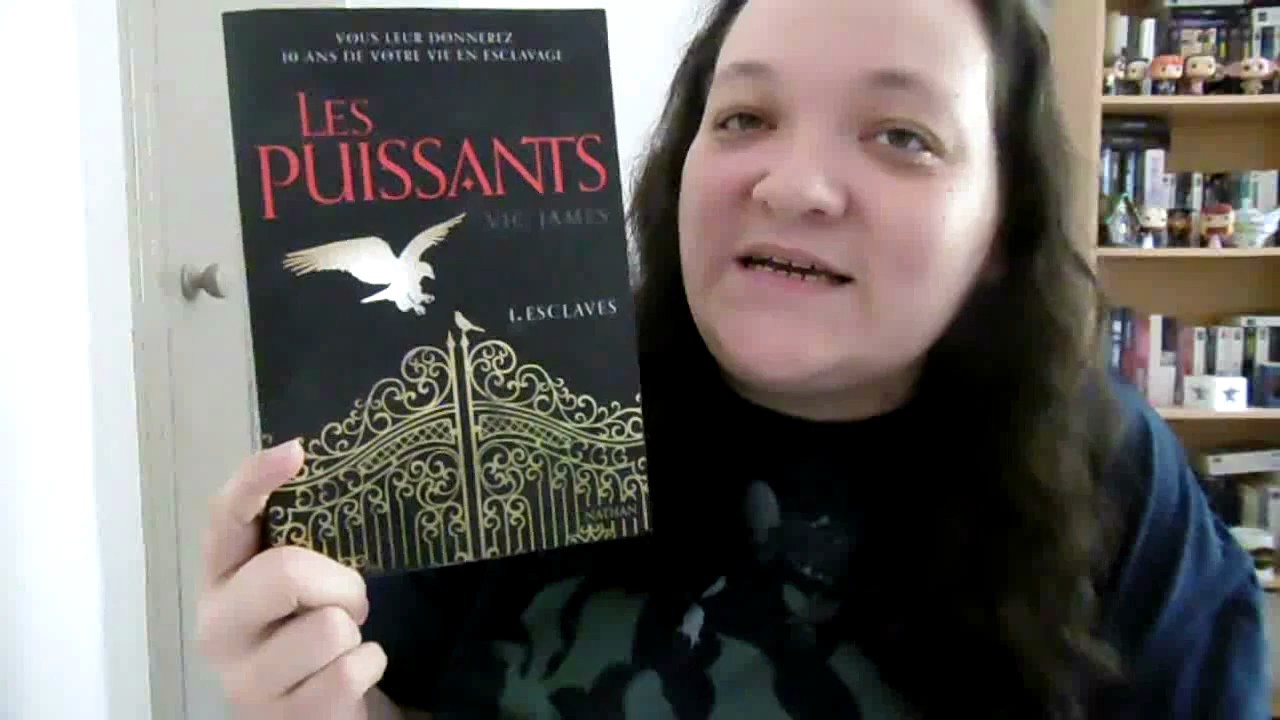 VOUS LEUR DONNEREZ
10 ANS DE VOTRE VIE EN ESCLAVAGE
LES
PUISSANTS
VIC JAMES
1. ESCLAVES
NATHAN